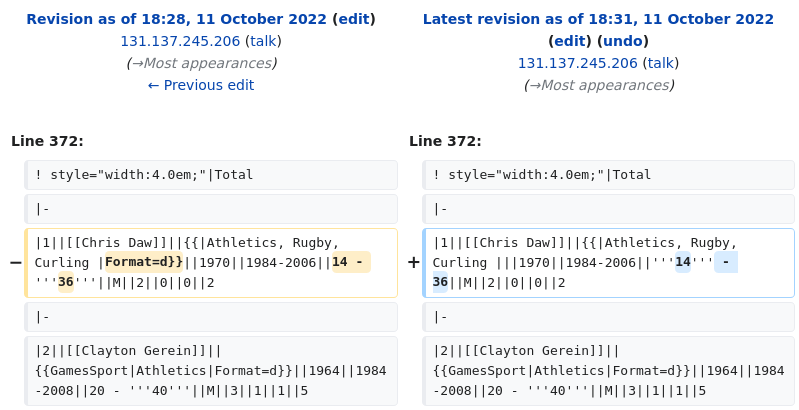 Revision as of 18:28, 11 October 2022 (edit)
131.137.245.206 (talk)
(→Most appearances)
← Previous edit
Latest revision as of 18:31, 11 October 2022
(edit) (undo)
131.137.245.206 (talk)
(→Most appearances)
Line 372:
Line 372:
! style="width:4.0em;"|Total
! style="width:4.0em;"|Total
|-
|-
− |1||[[Chris Daw]]||{{|Athletics, Rugby,
Curling |Format=d}}||1970||1984-2006||14 -
'''36'''||M||2||0||0||2
+ |1||[[Chris Daw]]||{{|Athletics, Rugby,
Curling |||1970||1984-2006||'''14''' -
36||M||2||0||0||2
|-
|-
|2||[[Clayton Gerein]]||
{{GamesSport|Athletics|Format=d}}||1964||1984
-2008||20 - '''40'''||M||3||1||1||5
|2||[[Clayton Gerein]]||
{{GamesSport|Athletics|Format=d}}||1964||1984
-2008||20 - '''40'''||M||3||1||1||5